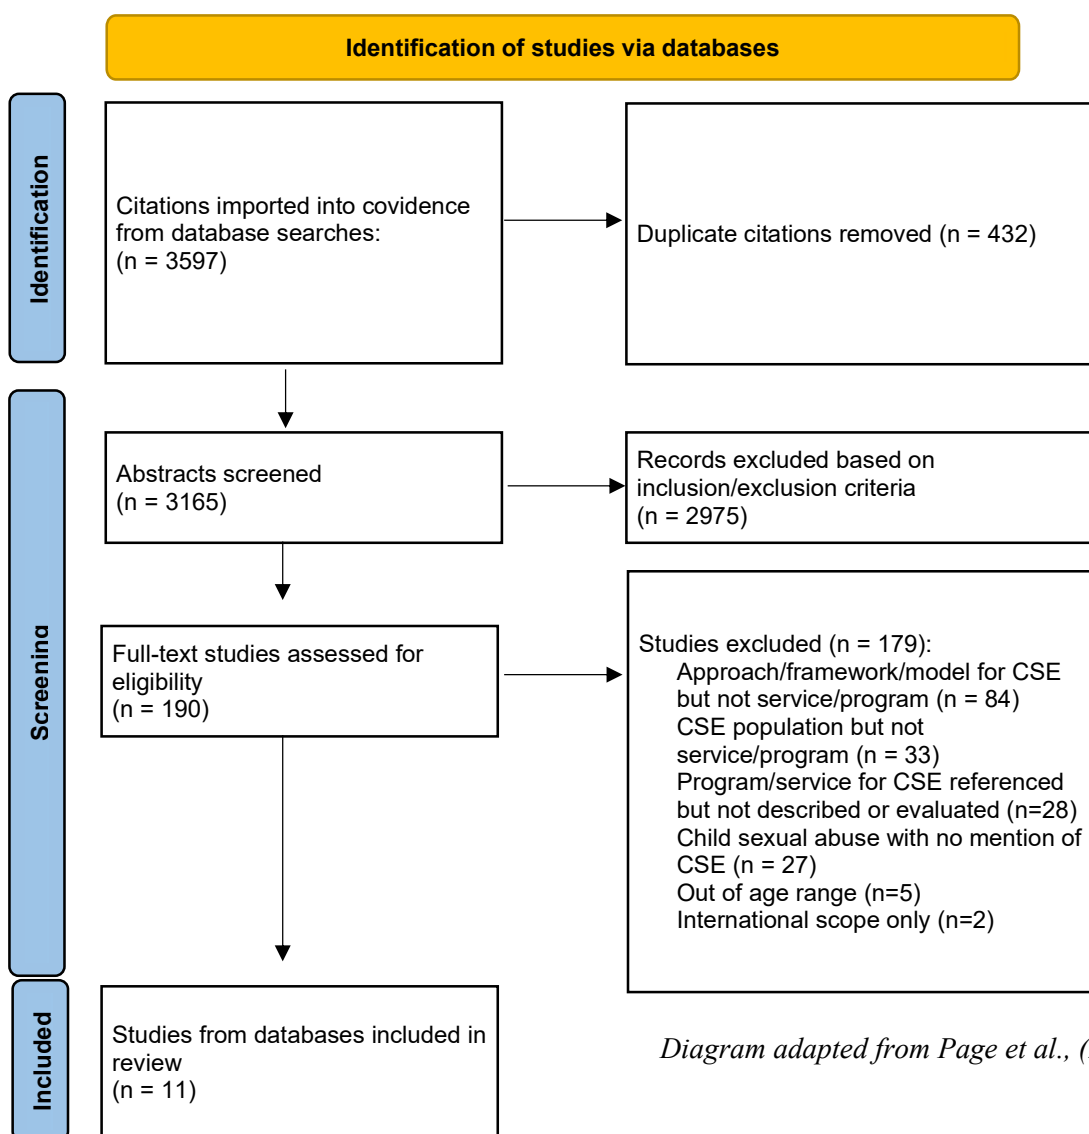 Identification of studies via databases
Identification
Citations imported into covidence
from database searches:
(n = 3597)
Duplicate citations removed (n = 432)
Screening
Abstracts screened
(n = 3165)
Records excluded based on
inclusion/exclusion criteria
(n = 2975)
Full-text studies assessed for
eligibility
(n = 190)
Studies excluded (n = 179):
Approach/framework/model for CSE
but not service/program (n = 84)
CSE population but not
service/program (n = 33)
Program/service for CSE referenced
but not described or evaluated (n=28)
Child sexual abuse with no mention of
CSE (n = 27)
Out of age range (n=5)
International scope only (n=2)
Included
Studies from databases included in
review
(n = 11)
Diagram adapted from Page et al., (